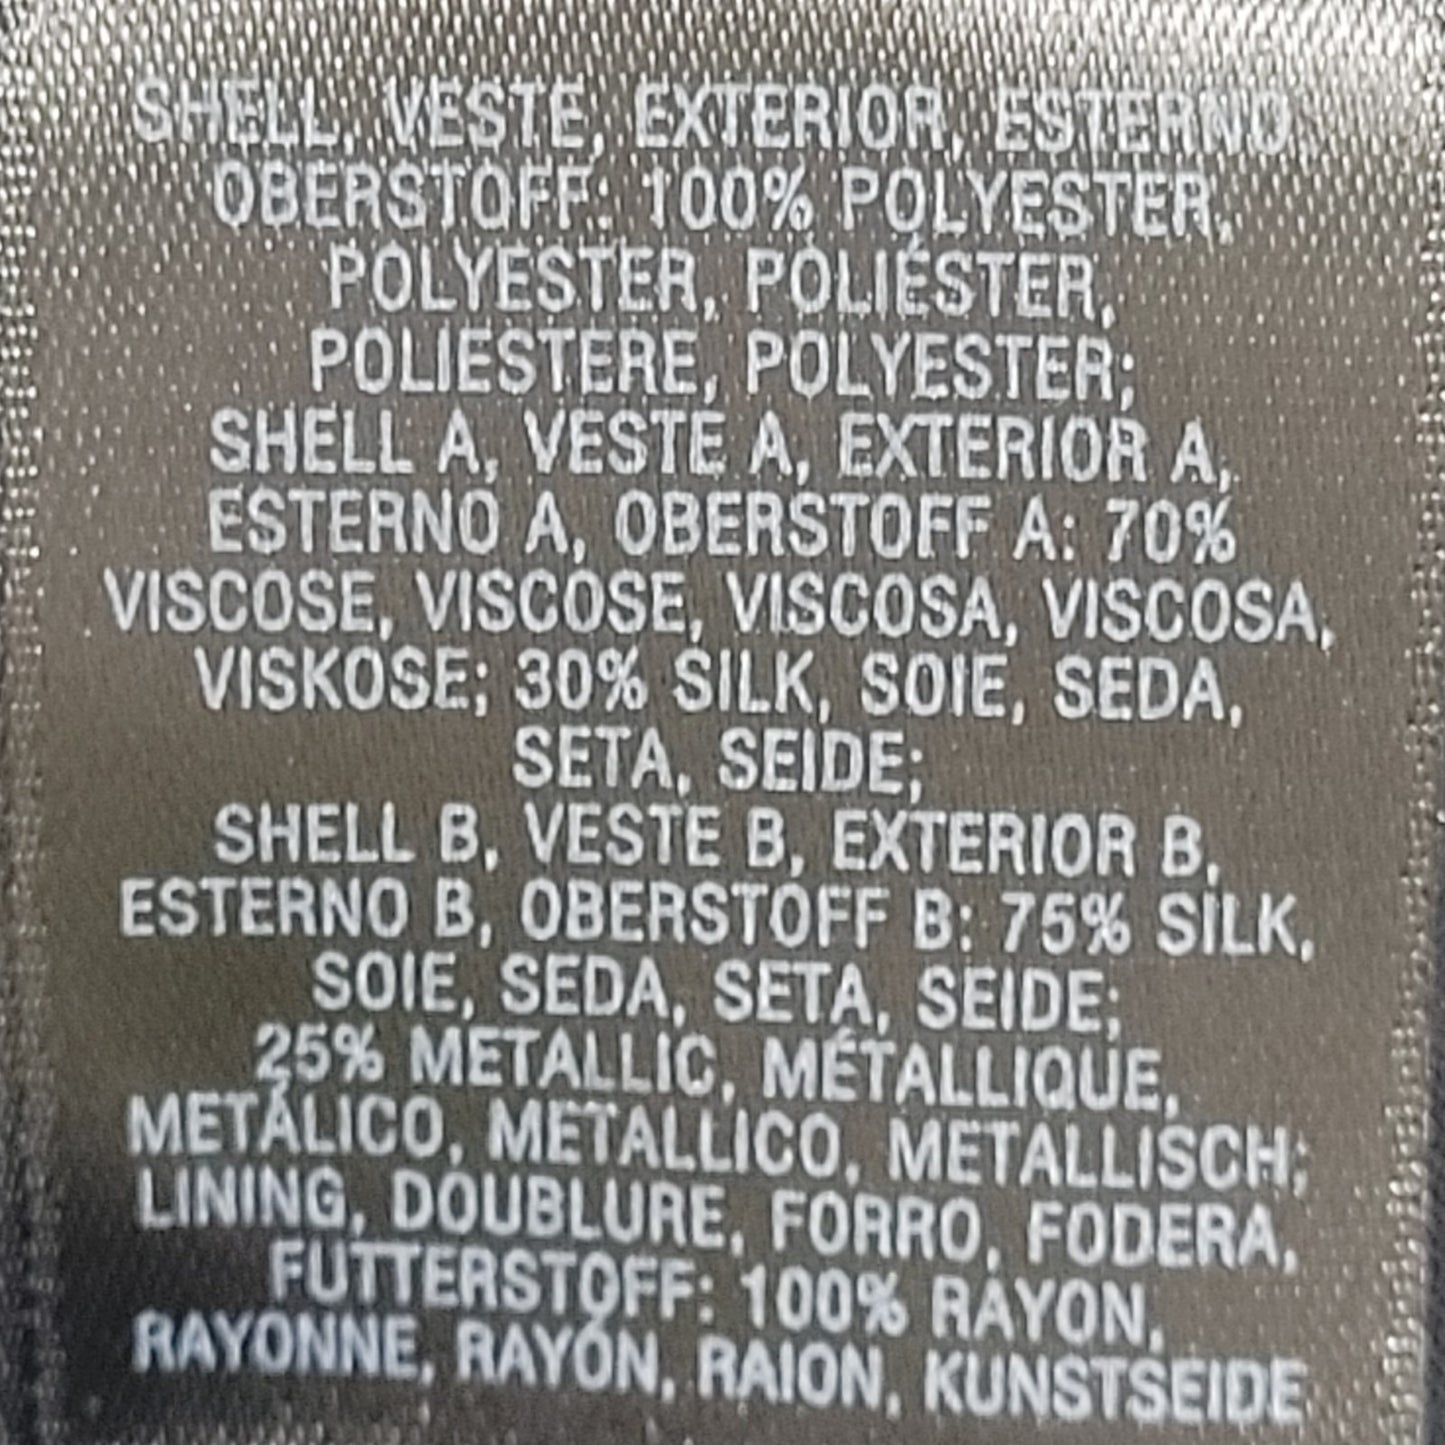 SHELL, VESTE, EXTERIOR, ESTERNO
OBERSTOFF: 100% POLYESTER,
POLYESTER, POLIÉSTER,
POLIESTERE, POLYESTER;
SHELL A, VESTE A, EXTERIOR A,
ESTERNO A, OBERSTOFF A: 70%
VISCOSE, VISCOSE, VISCOSA, VISCOSA,
VISKOSE; 30% SILK, SOIE, SEDA,
SETA, SEIDE;
SHELL B, VESTE B, EXTERIOR B,
ESTERNO B, OBERSTOFF B: 75% SILK,
SOIE, SEDA, SETA, SEIDE;
25% METALLIC, MÉTALLIQUE,
METÁLICO, METALLICO, METALLISCH;
LINING, DOUBLURE, FORRO, FODERA,
FUTTERSTOFF: 100% RAYON,
RAYONNE, RAYÓN, RAION, KUNSTSEIDE